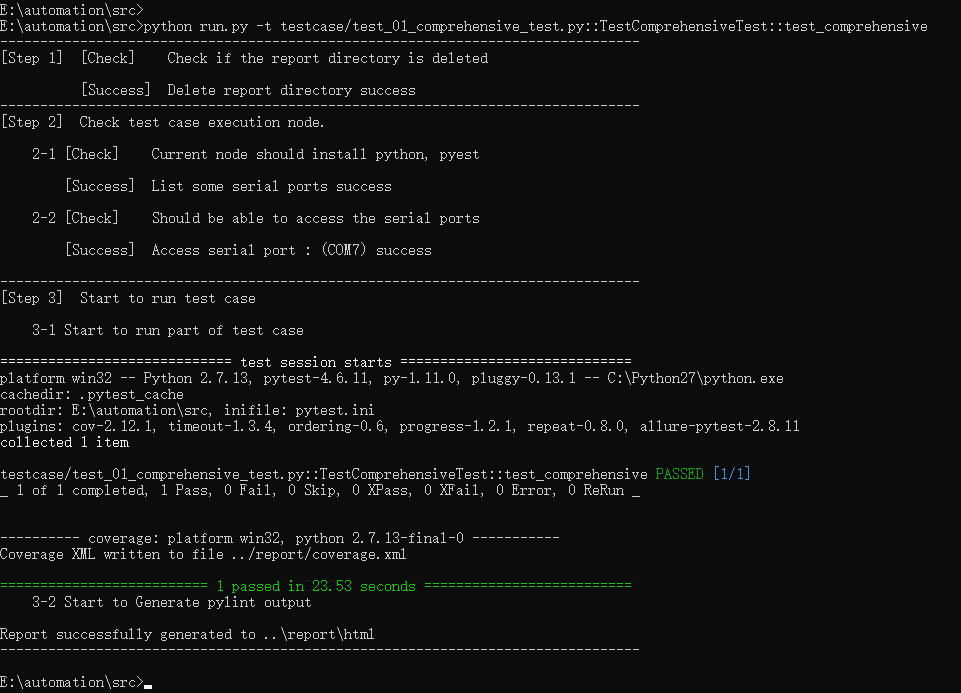 E:\automation\src>
E:\automation\src>python run.py -t testcase/test_01_comprehensive_test.py::TestComprehensiveTest::test_comprehensive
--------------------------------------------------------------------------------
[Step 1]  [Check]    Check if the report directory is deleted
          [Success]  Delete report directory success
--------------------------------------------------------------------------------
[Step 2]  Check test case execution node.
    2-1 [Check]    Current node should install python, pyest
        [Success]  List some serial ports success
    2-2 [Check]    Should be able to access the serial ports
        [Success]  Access serial port : (COM7) success
--------------------------------------------------------------------------------
[Step 3]  Start to run test case
    3-1 Start to run part of test case
============================= test session starts =============================
platform win32 -- Python 2.7.13, pytest-4.6.11, py-1.11.0, pluggy-0.13.1 -- C:\Python27\python.exe
cachedir: .pytest_cache
rootdir: E:\automation\src, inifile: pytest.ini
plugins: cov-2.12.1, timeout-1.3.4, ordering-0.6, progress-1.2.1, repeat-0.8.0, allure-pytest-2.8.11
collected 1 item
testcase/test_01_comprehensive_test.py::TestComprehensiveTest::test_comprehensive PASSED [1/1]
_ 1 of 1 completed, 1 Pass, 0 Fail, 0 Skip, 0 XPass, 0 XFail, 0 Error, 0 ReRun _
---------- coverage: platform win32, python 2.7.13-final-0 -----------
Coverage XML written to file ../report/coverage.xml
========================== 1 passed in 23.53 seconds ==========================
    3-2 Start to Generate pylint output
Report successfully generated to ..\report\html
--------------------------------------------------------------------------------
E:\automation\src>